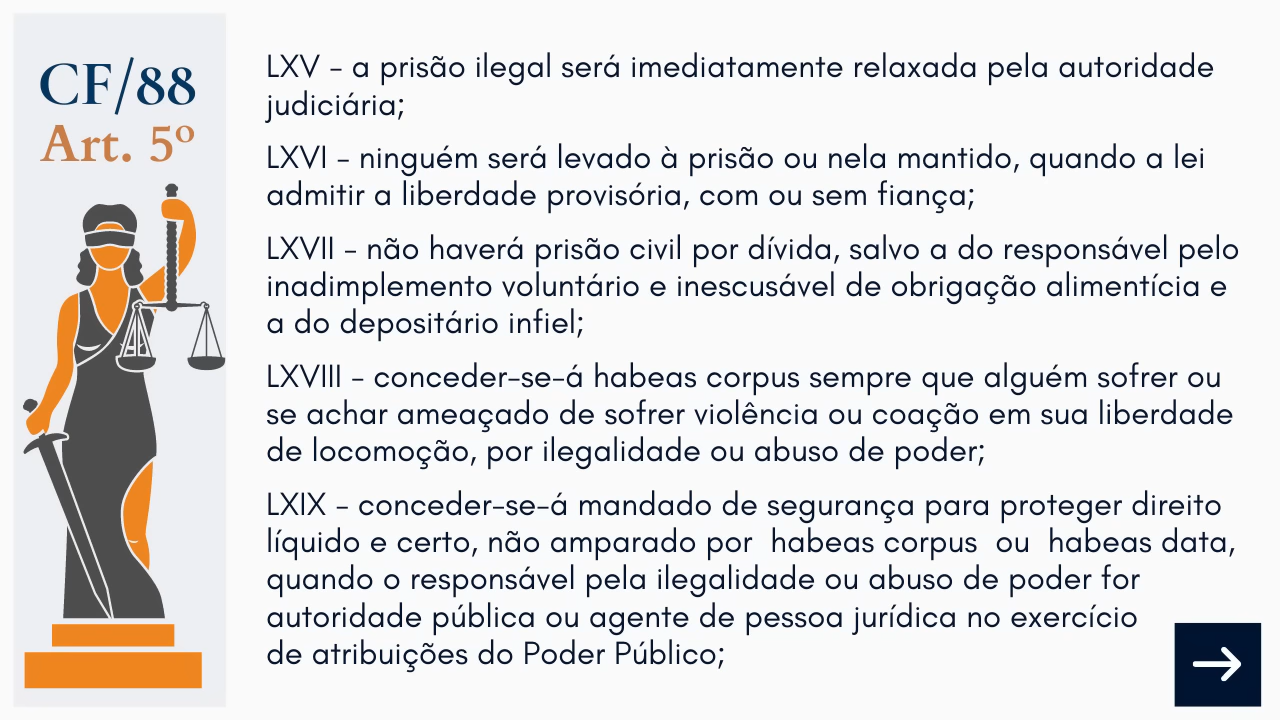 CF/88
Art. 5º
LXV - a prisão ilegal será imediatamente relaxada pela autoridade
judiciária;
LXVI - ninguém será levado à prisão ou nela mantido, quando a lei
admitir a liberdade provisória, com ou sem fiança;
LXVII - não haverá prisão civil por dívida, salvo a do responsável pelo
inadimplemento voluntário e inescusável de obrigação alimentícia e
a do depositário infiel;
LXVIII - conceder-se-á habeas corpus sempre que alguém sofrer ou
se achar ameaçado de sofrer violência ou coação em sua liberdade
de locomoção, por ilegalidade ou abuso de poder;
LXIX - conceder-se-á mandado de segurança para proteger direito
líquido e certo, não amparado por  habeas corpus  ou  habeas data,
quando o responsável pela ilegalidade ou abuso de poder for
autoridade pública ou agente de pessoa jurídica no exercício
de atribuições do Poder Público;